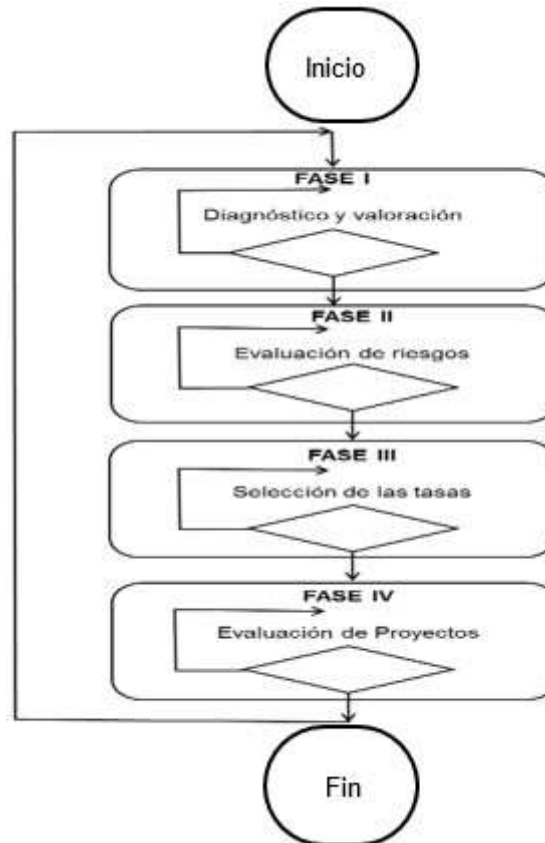 Inicio
FASE I
Diagnóstico y valoración
FASE II
Evaluación de riesgos
FASE III
Selección de las tasas
FASE IV
Evaluación de Proyectos
Fin